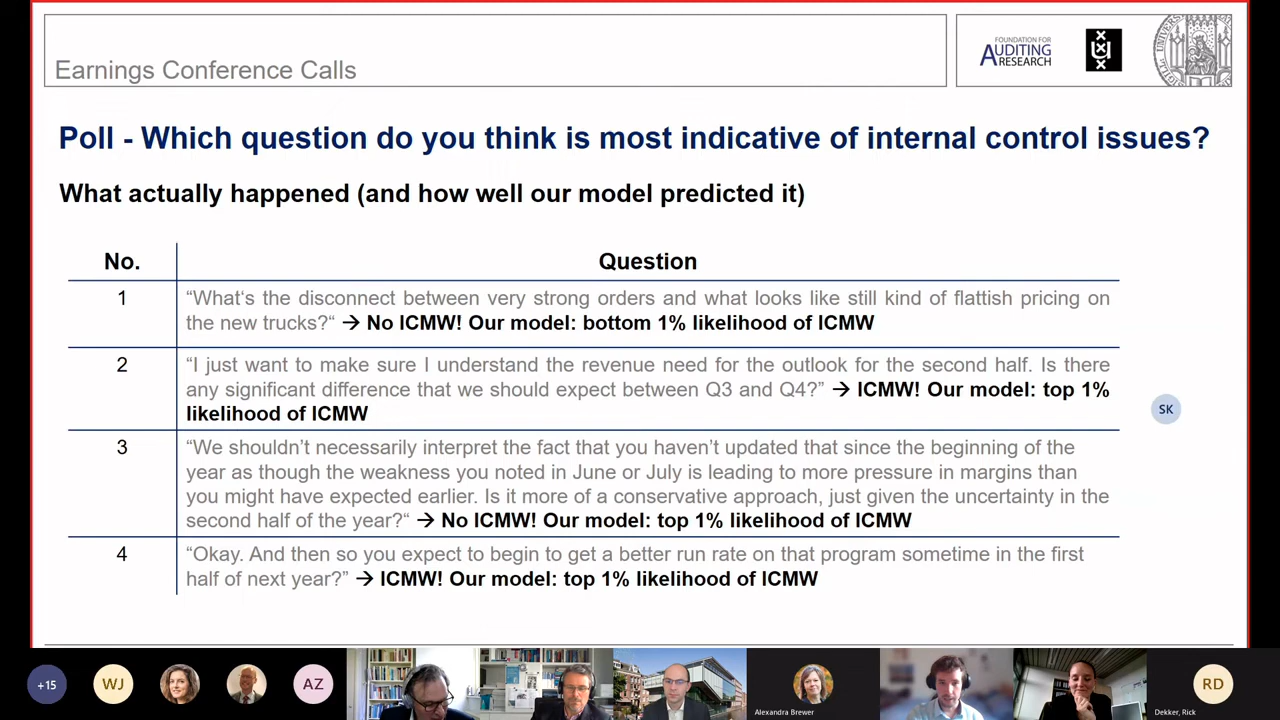 Earnings Conference Calls
FOUNDATION FOR
AUDITING
RESEARCH
Poll - Which question do you think is most indicative of internal control issues?
What actually happened (and how well our model predicted it)
No.
Question
1
“What‘s the disconnect between very strong orders and what looks like still kind of flattish pricing on
the new trucks?“ → No ICMW! Our model: bottom 1% likelihood of ICMW
2
“I just want to make sure I understand the revenue need for the outlook for the second half. Is there
any significant difference that we should expect between Q3 and Q4?” → ICMW! Our model: top 1%
likelihood of ICMW
3
“We shouldn’t necessarily interpret the fact that you haven’t updated that since the beginning of the
year as though the weakness you noted in June or July is leading to more pressure in margins than
you might have expected earlier. Is it more of a conservative approach, just given the uncertainty in the
second half of the year?“ → No ICMW! Our model: top 1% likelihood of ICMW
4
“Okay. And then so you expect to begin to get a better run rate on that program sometime in the first
half of next year?” → ICMW! Our model: top 1% likelihood of ICMW
SK
+15
WJ
AZ
Alexandra Brewer
RD
Dekker, Rick